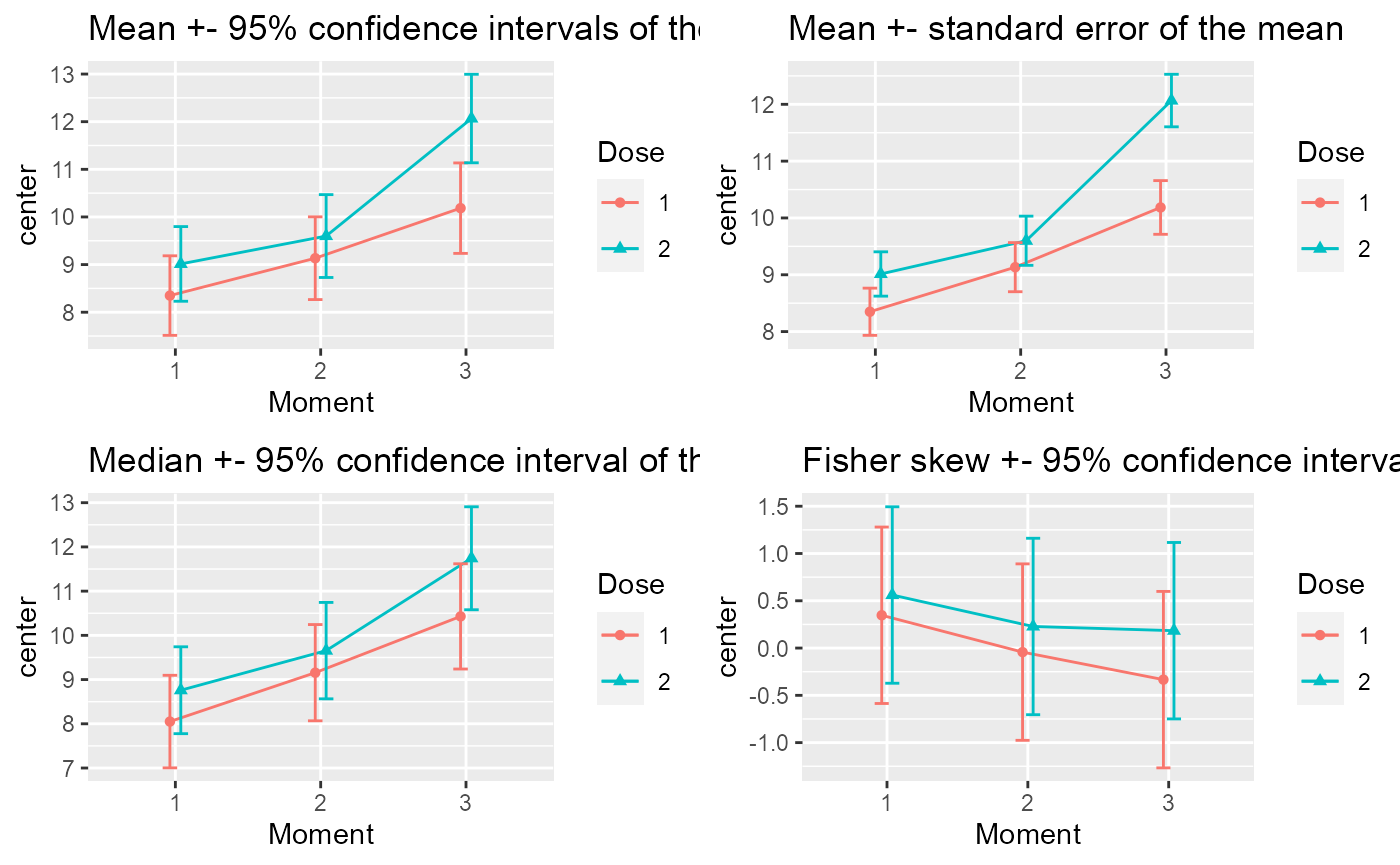 Mean +- 95% confidence intervals of the
13
12
11
10
9
8
center
1 2 3
Moment
Dose
1
2
Mean +- standard error of the mean
12
11
10
9
8
center
1 2 3
Moment
Dose
1
2
Median +- 95% confidence interval of th
13
12
11
10
9
8
7
center
1 2 3
Moment
Dose
1
2
Fisher skew +- 95% confidence interva
1.5
1.0
0.5
0.0
-0.5
-1.0
center
1 2 3
Moment
Dose
1
2